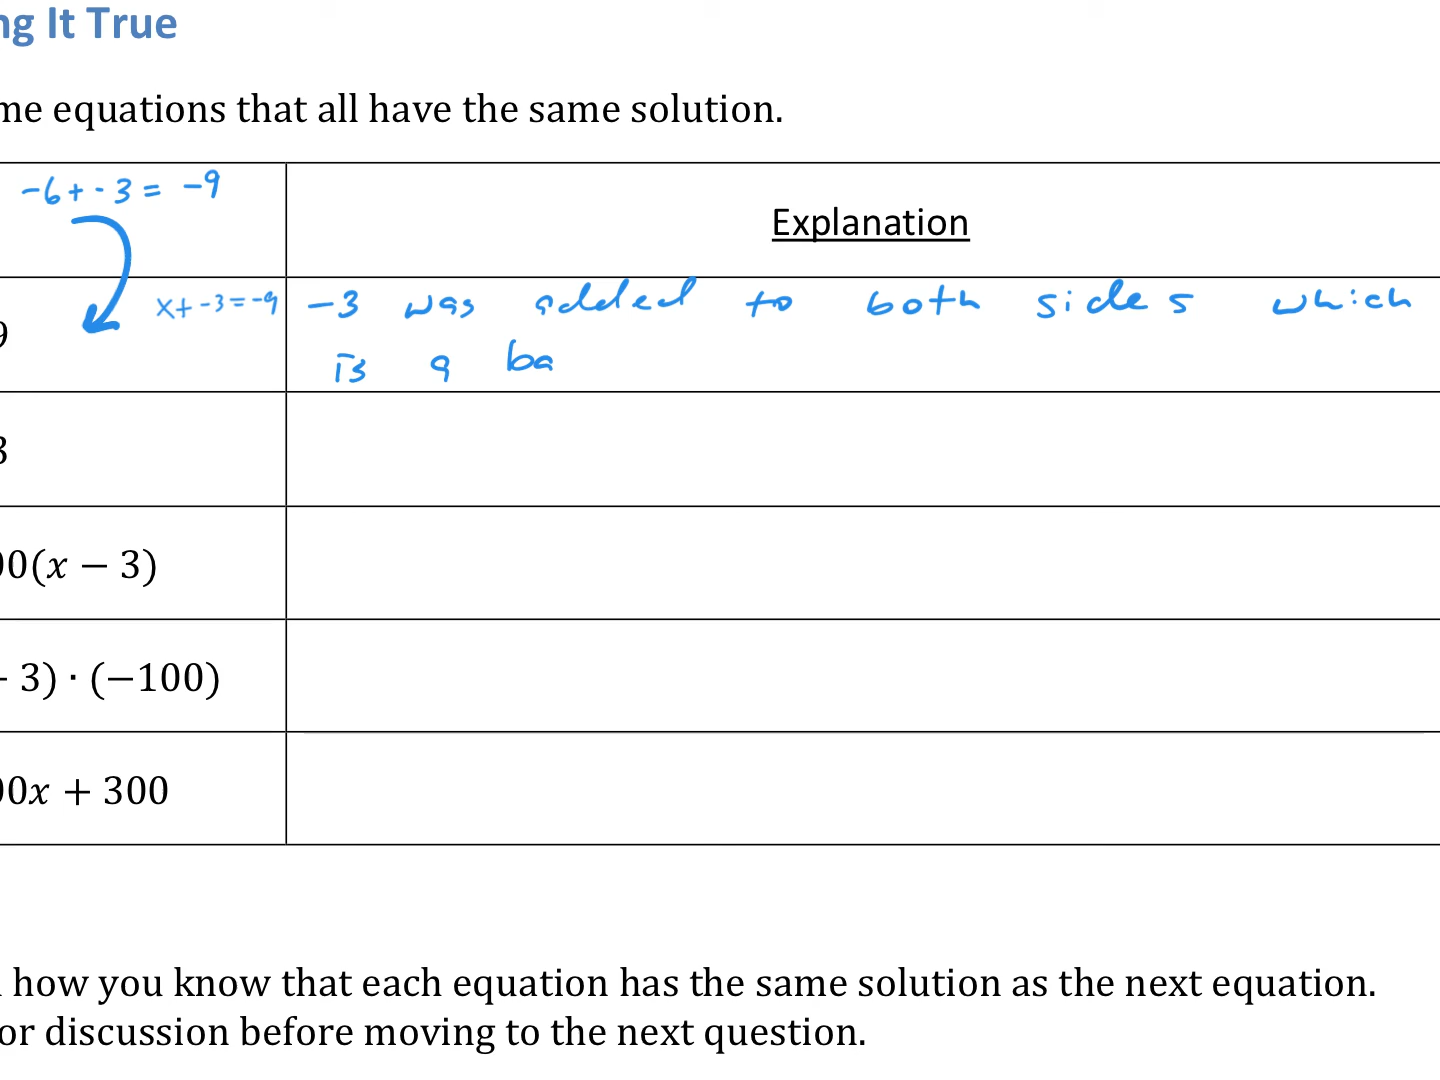 ng It True
me equations that all have the same solution.
-6+-3= -9
Explanation
9
x+-3=-9
-3 was added to both sides which
is a ba
3
00(x − 3)
− 3) · (−100)
00x + 300
how you know that each equation has the same solution as the next equation.
or discussion before moving to the next question.